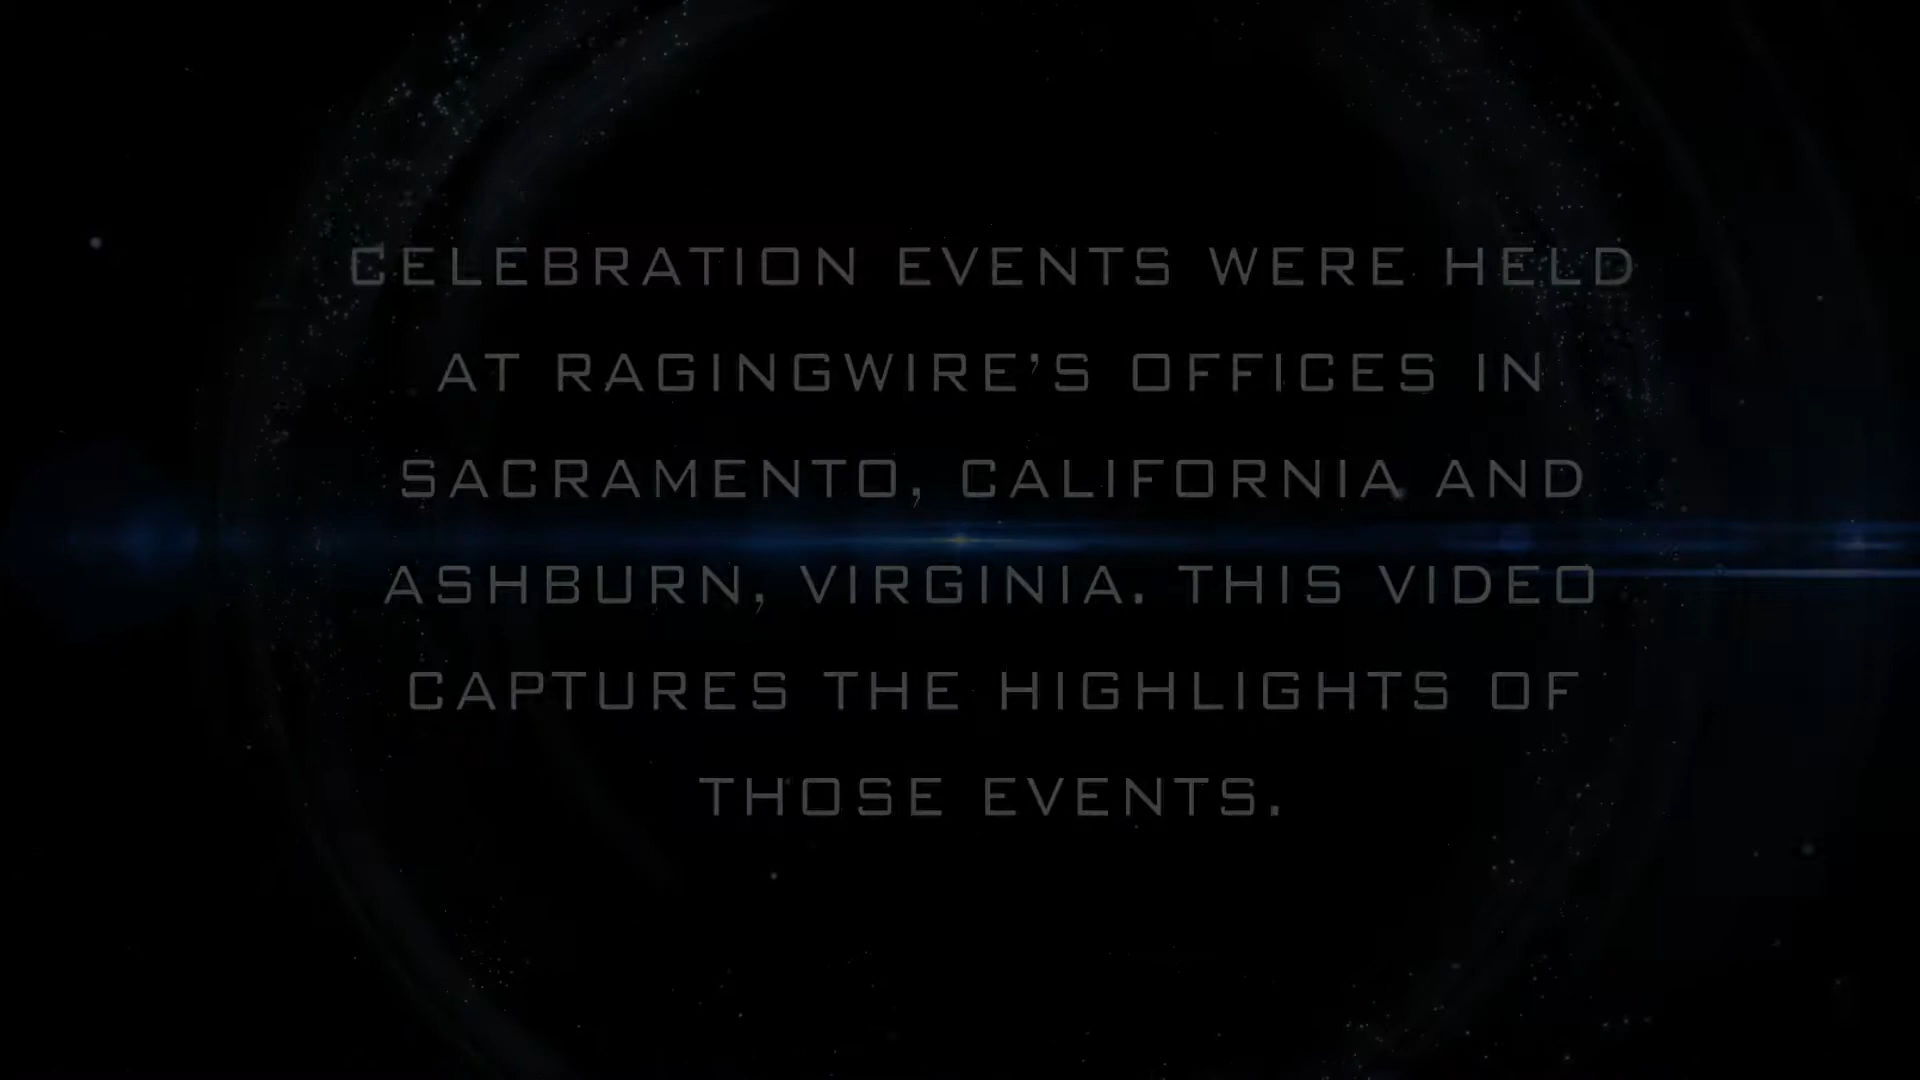 CELEBRATION EVENTS WERE HELD
AT RAGINGWIRE'S OFFICES IN
SACRAMENTO, CALIFORNIA AND
ASHBURN, VIRGINIA. THIS VIDEO
CAPTURES THE HIGHLIGHTS OF
THOSE EVENTS.